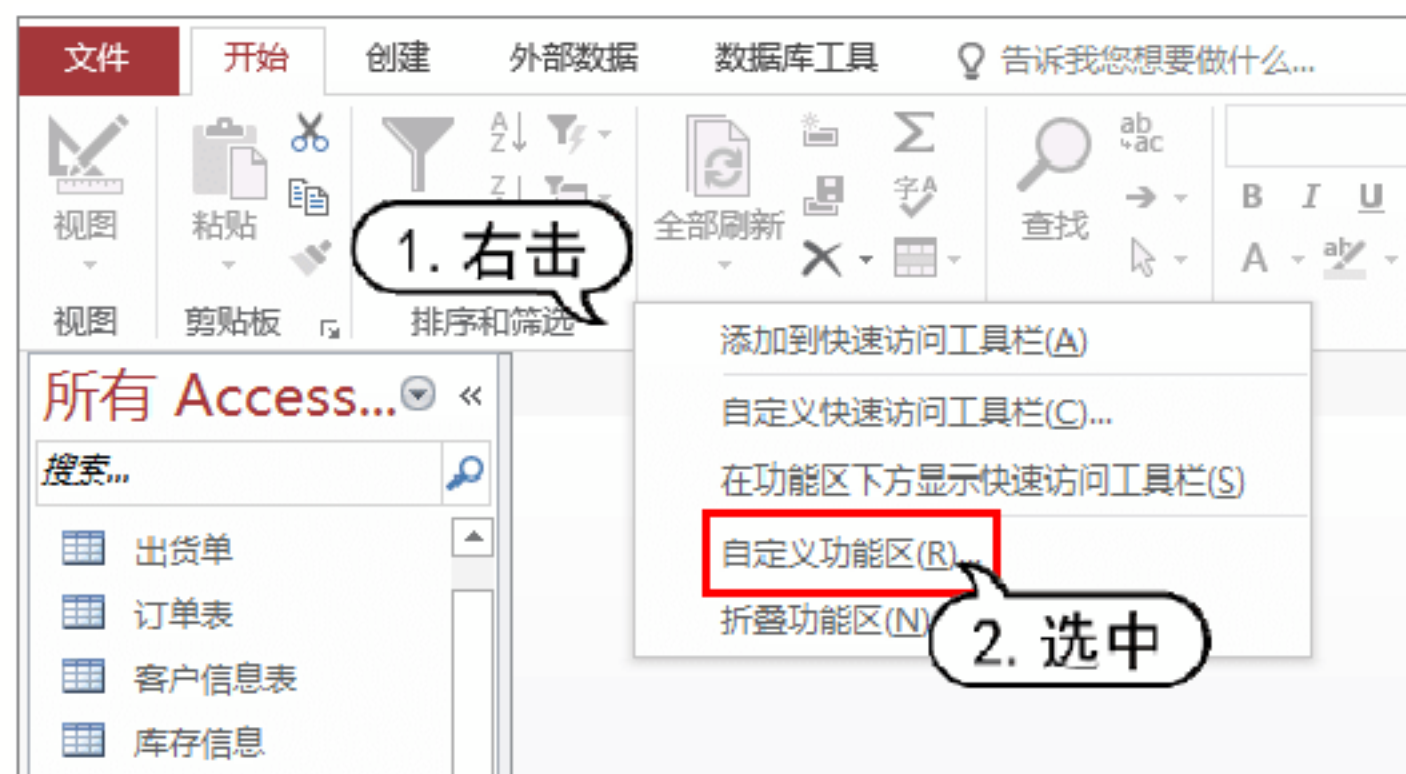 文件 开始 创建 外部数据 数据库工具 告诉我您想要做什么...
视图 粘贴 全部刷新 查找
B I U
A
1. 右击
视图 剪贴板 排序和筛选
添加到快速访问工具栏(A)
自定义快速访问工具栏(C)...
在功能区下方显示快速访问工具栏(S)
自定义功能区(R)...
折叠功能区(N)
2. 选中
所有 Access...
搜索...
出货单
订单表
客户信息表
库存信息